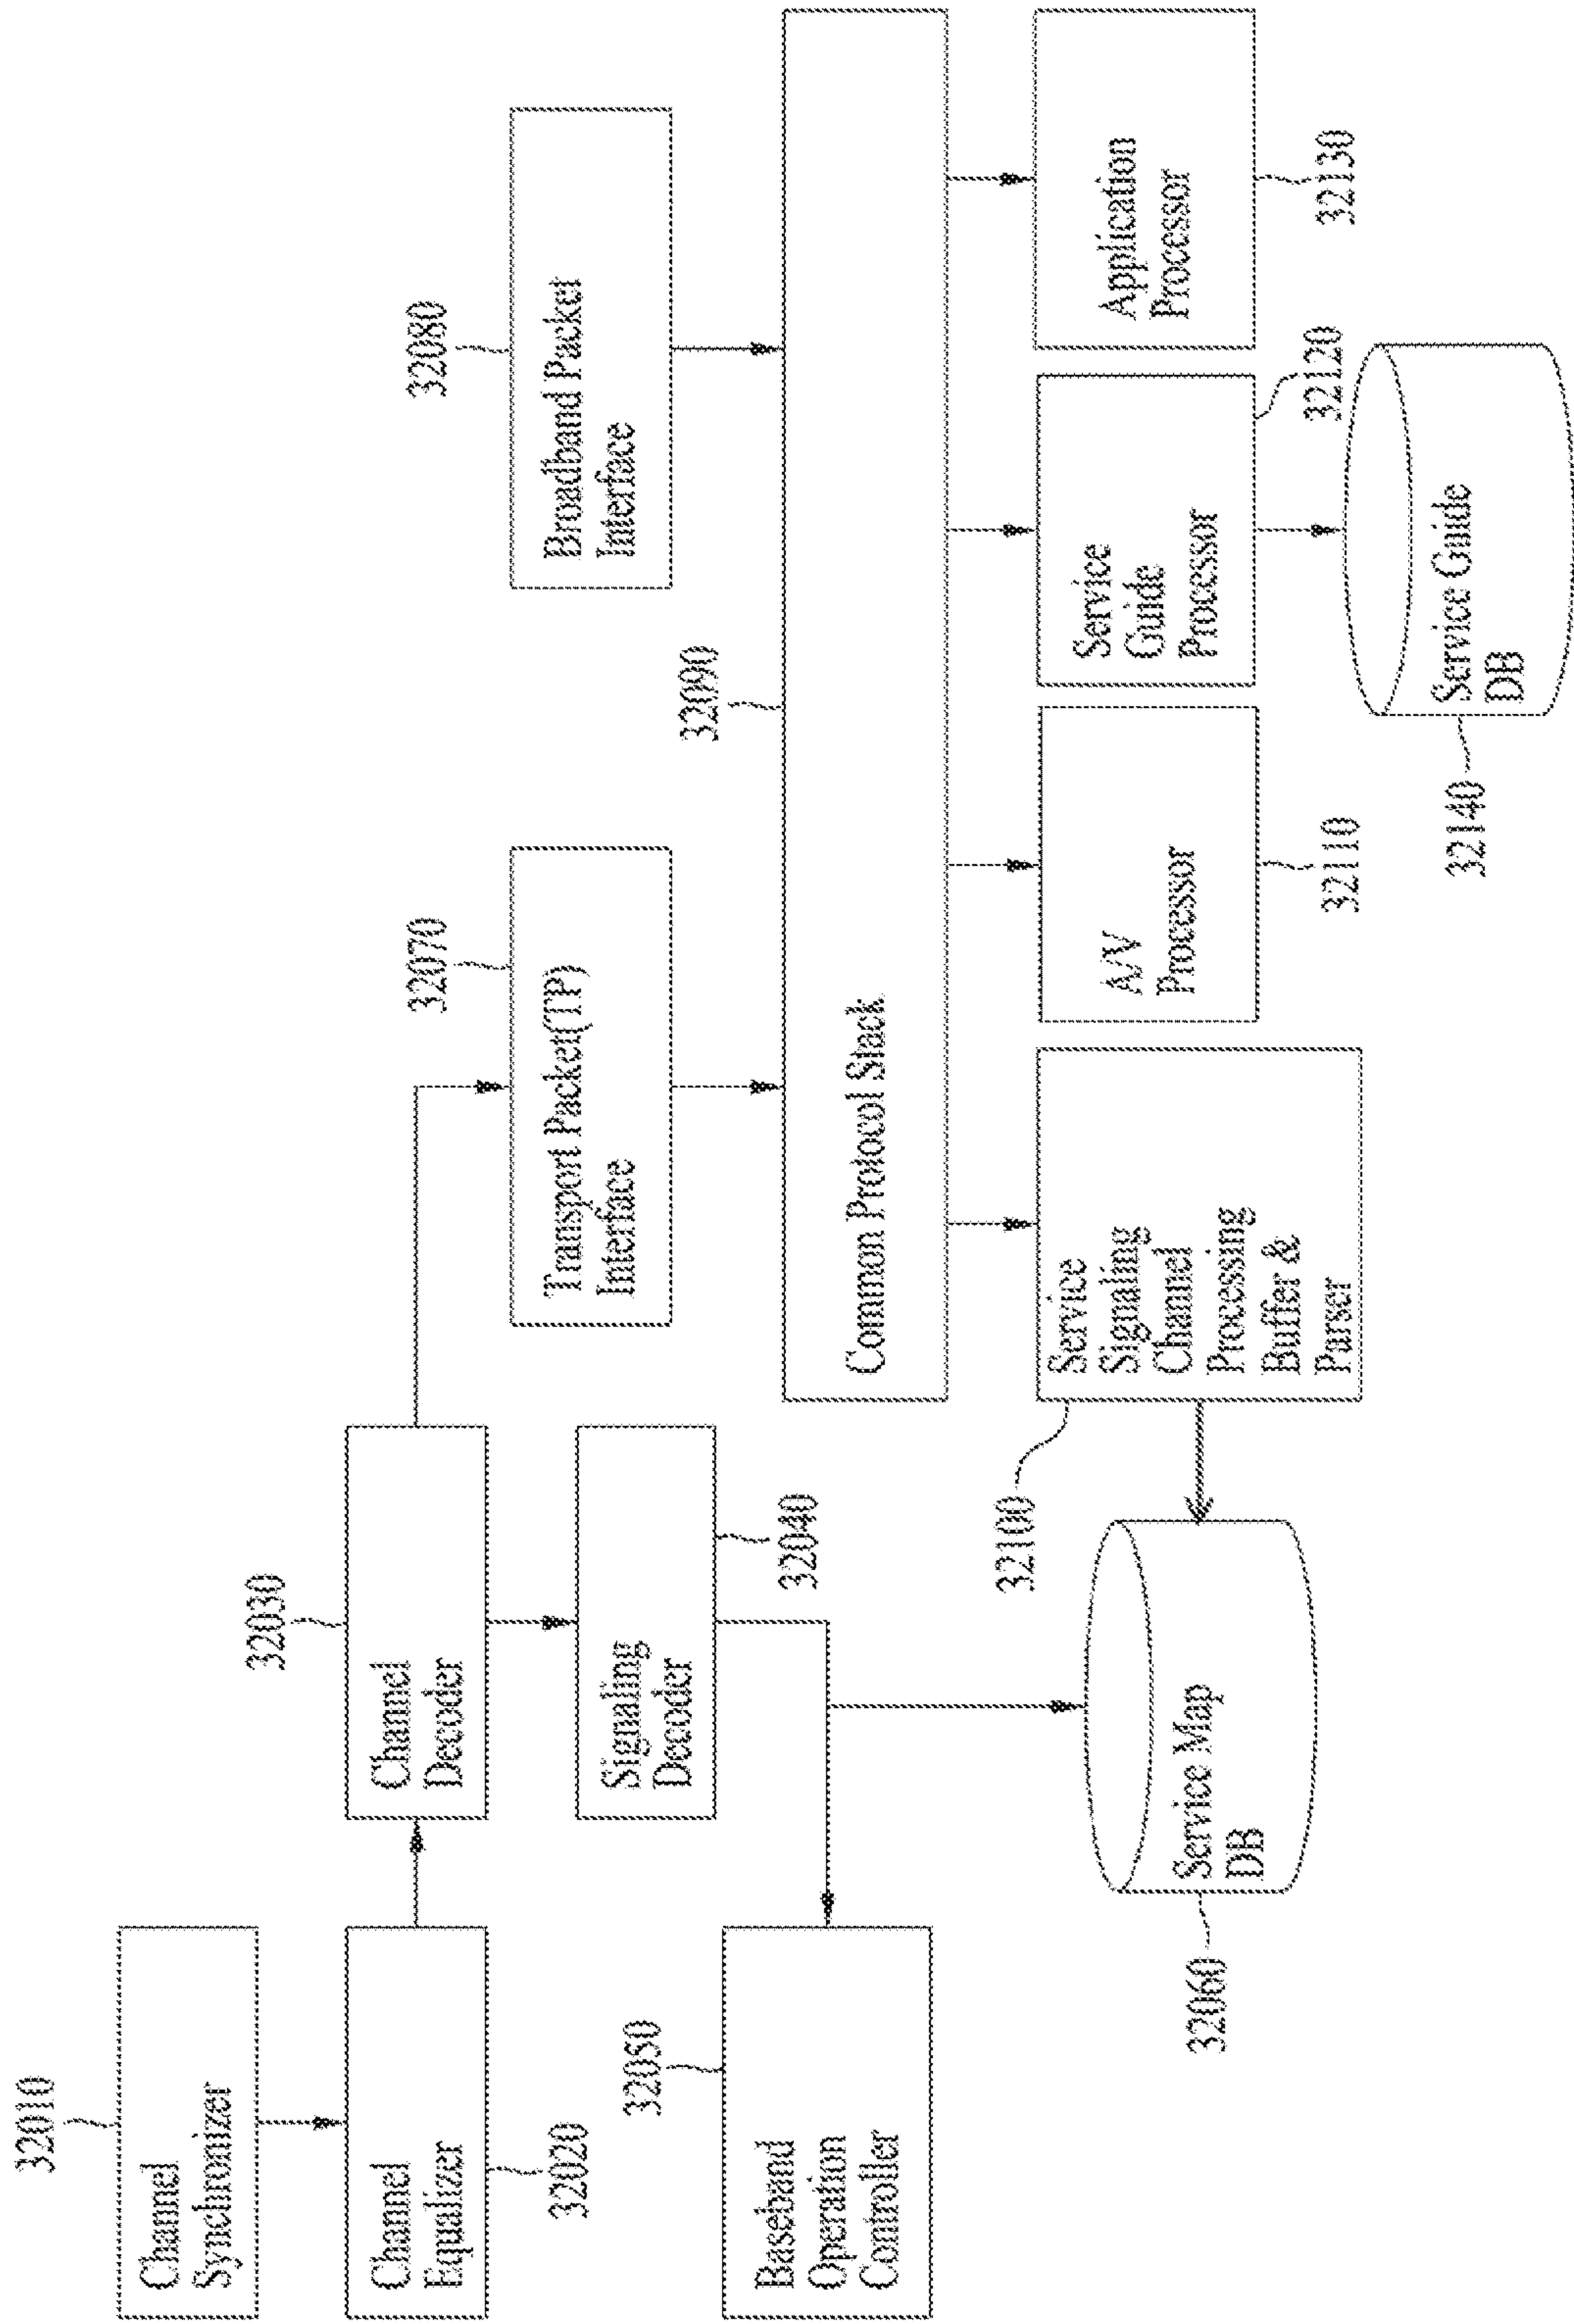 32010
Channel
Synchronizer
Channel
Equalizer
32020
32030
Channel
Decoder
Signaling
Decoder
32040
32050
Baseband
Operation
Controller
Service Map
DB
32060
32070
Transport Packet(TP)
Interface
32080
Broadband Packet
Interface
32090
Common Protocol Stack
32100
Service
Signaling
Channel
Processing
Buffer &
Parser
A/V
Processor
32110
Service
Guide
Processor
32120
Application
Processor
32130
Service Guide
DB
32140